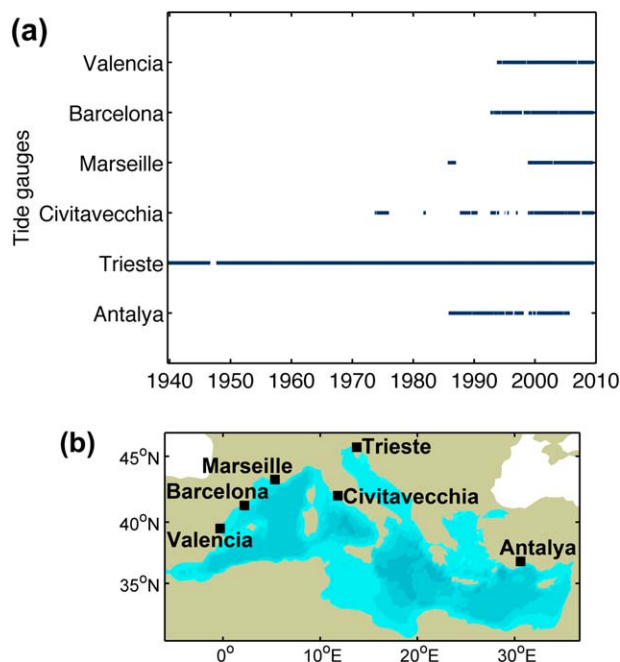 (a)
Tide gauges
Valencia
Barcelona
Marseille
Civitavecchia
Trieste
Antalya
1940 1950 1960 1970 1980 1990 2000 2010
(b)
45°N
40°N
35°N
Trieste
Marseille
Barcelona
Civitavecchia
Valencia
Antalya
0° 10°E 20°E 30°E